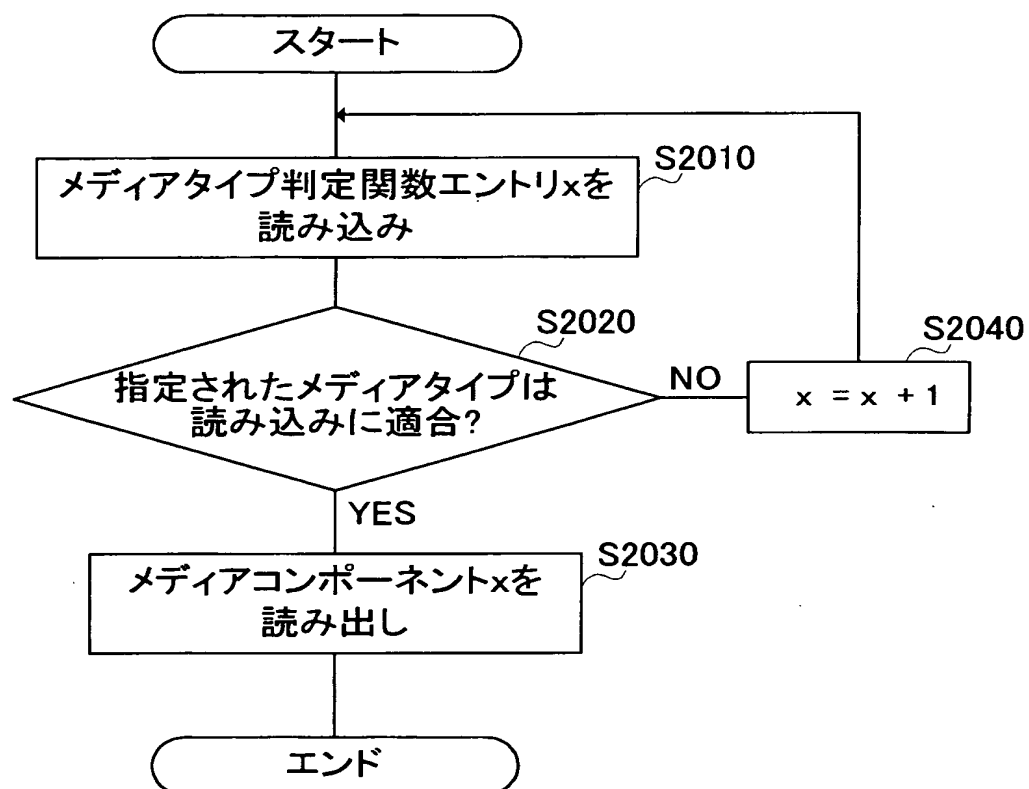 スタート
S2010
メディアタイプ判定関数エントリxを
読み込み
S2020
指定されたメディアタイプは
読み込みに適合?
NO
S2040
x = x + 1
YES
S2030
メディアコンポーネントxを
読み出し
エンド